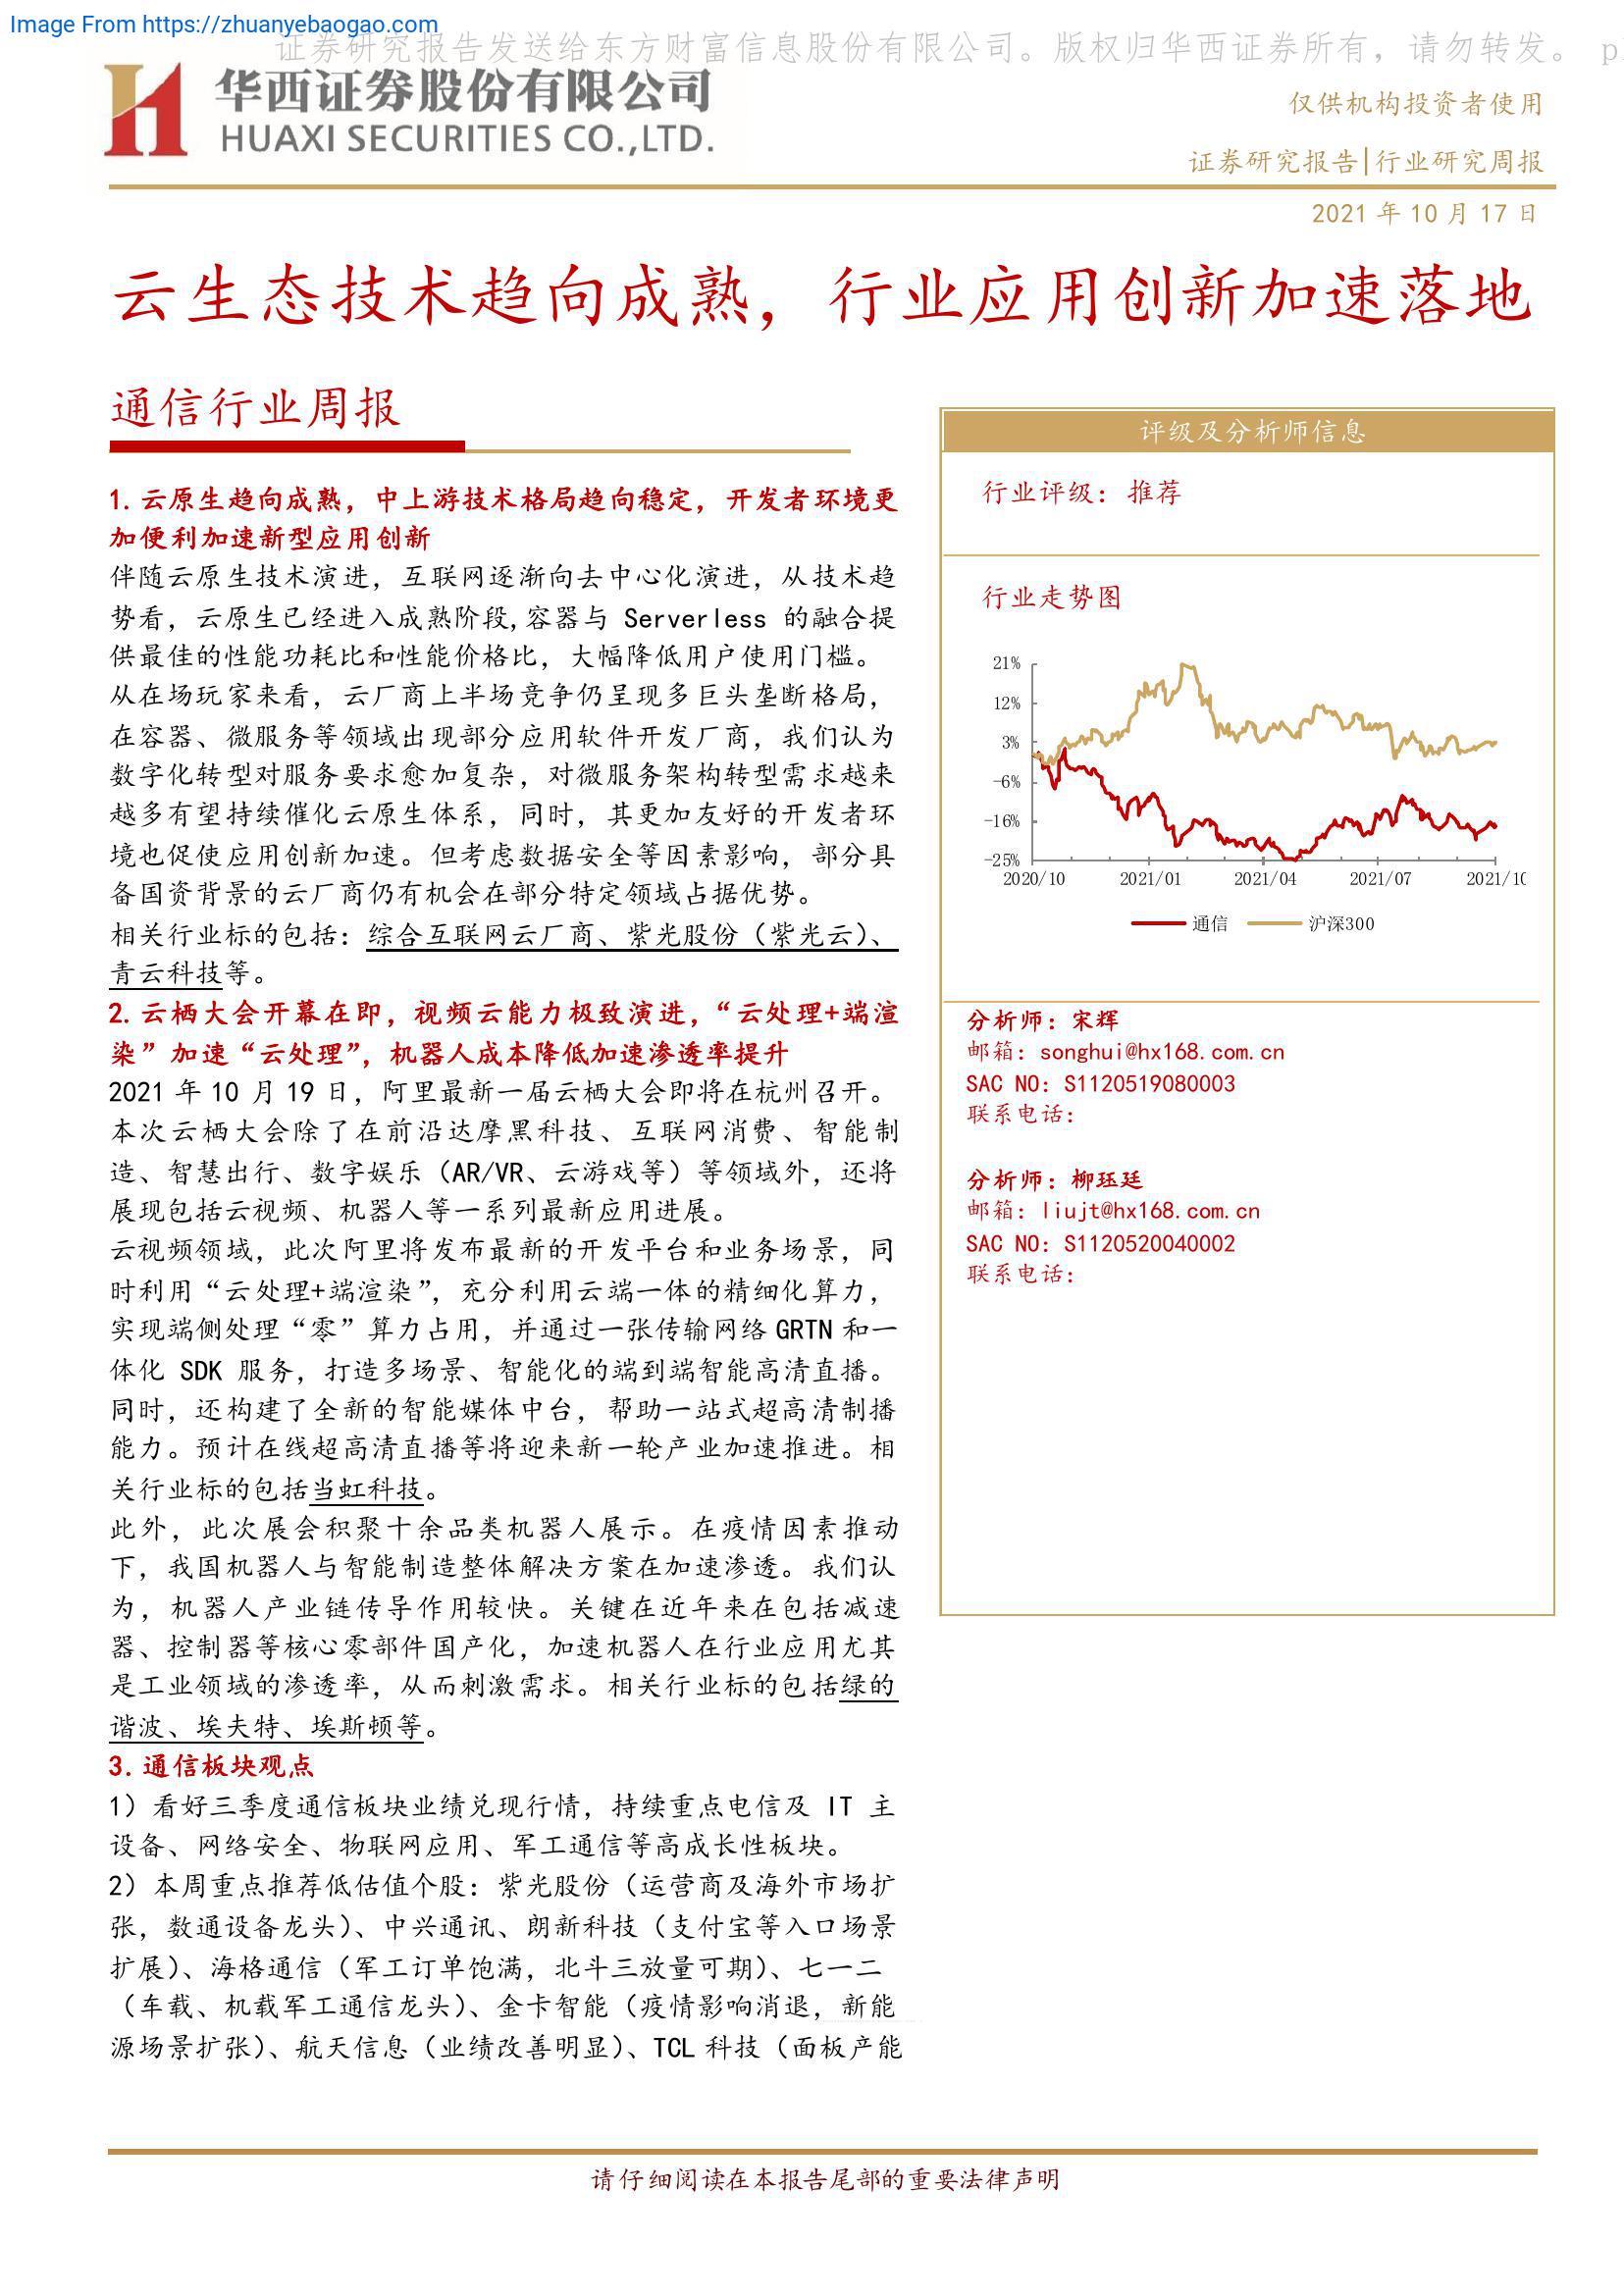 Image From https://zhuanyebaogao.com
证券研究报告发送给东方财富信息股份有限公司。版权归华西证券所有，请勿转发。 p
华西证券股份有限公司
HUAXI SECURITIES CO.,LTD.
仅供机构投资者使用
证券研究报告|行业研究周报
2021 年 10 月 17 日
云生态技术趋向成熟，行业应用创新加速落地
通信行业周报
1. 云原生趋向成熟，中上游技术格局趋向稳定，开发者环境更
加便利加速新型应用创新
伴随云原生技术演进，互联网逐渐向去中心化演进，从技术趋
势看，云原生已经进入成熟阶段,容器与 Serverless 的融合提
供最佳的性能功耗比和性能价格比，大幅降低用户使用门槛。
从在场玩家来看，云厂商上半场竞争仍呈现多巨头垄断格局，
在容器、微服务等领域出现部分应用软件开发厂商，我们认为
数字化转型对服务要求愈加复杂，对微服务架构转型需求越来
越多有望持续催化云原生体系，同时，其更加友好的开发者环
境也促使应用创新加速。但考虑数据安全等因素影响，部分具
备国资背景的云厂商仍有机会在部分特定领域占据优势。
相关行业标的包括：综合互联网云厂商、紫光股份（紫光云）、
青云科技等。
2. 云栖大会开幕在即，视频云能力极致演进，“云处理+端渲
染”加速“云处理”，机器人成本降低加速渗透率提升
2021 年 10 月 19 日，阿里最新一届云栖大会即将在杭州召开。
本次云栖大会除了在前沿达摩黑科技、互联网消费、智能制
造、智慧出行、数字娱乐（AR/VR、云游戏等）等领域外，还将
展现包括云视频、机器人等一系列最新应用进展。
云视频领域，此次阿里将发布最新的开发平台和业务场景，同
时利用“云处理+端渲染”，充分利用云端一体的精细化算力，
实现端侧处理“零”算力占用，并通过一张传输网络 GRTN 和一
体化 SDK 服务，打造多场景、智能化的端到端智能高清直播。
同时，还构建了全新的智能媒体中台，帮助一站式超高清制播
能力。预计在线超高清直播等将迎来新一轮产业加速推进。相
关行业标的包括当虹科技。
此外，此次展会积聚十余品类机器人展示。在疫情因素推动
下，我国机器人与智能制造整体解决方案在加速渗透。我们认
为，机器人产业链传导作用较快。关键在近年来在包括减速
器、控制器等核心零部件国产化，加速机器人在行业应用尤其
是工业领域的渗透率，从而刺激需求。相关行业标的包括绿的
谐波、埃夫特、埃斯顿等。
3. 通信板块观点
1）看好三季度通信板块业绩兑现行情，持续重点电信及 IT 主
设备、网络安全、物联网应用、军工通信等高成长性板块。
2）本周重点推荐低估值个股：紫光股份（运营商及海外市场扩
张，数通设备龙头）、中兴通讯、朗新科技（支付宝等入口场景
扩展）、海格通信（军工订单饱满，北斗三放量可期）、七一二
（车载、机载军工通信龙头）、金卡智能（疫情影响消退，新能
源场景扩张）、航天信息（业绩改善明显）、TCL 科技（面板产能
评级及分析师信息
行业评级：推荐
行业走势图
21%
12%
3%
-6%
-16%
-25%
2020/10 2021/01 2021/04 2021/07 2021/10
通信 沪深300
分析师：宋辉
邮箱：songhui@hx168.com.cn
SAC NO：S1120519080003
联系电话：
分析师：柳珏廷
邮箱：liujt@hx168.com.cn
SAC NO：S1120520040002
联系电话：
请仔细阅读在本报告尾部的重要法律声明